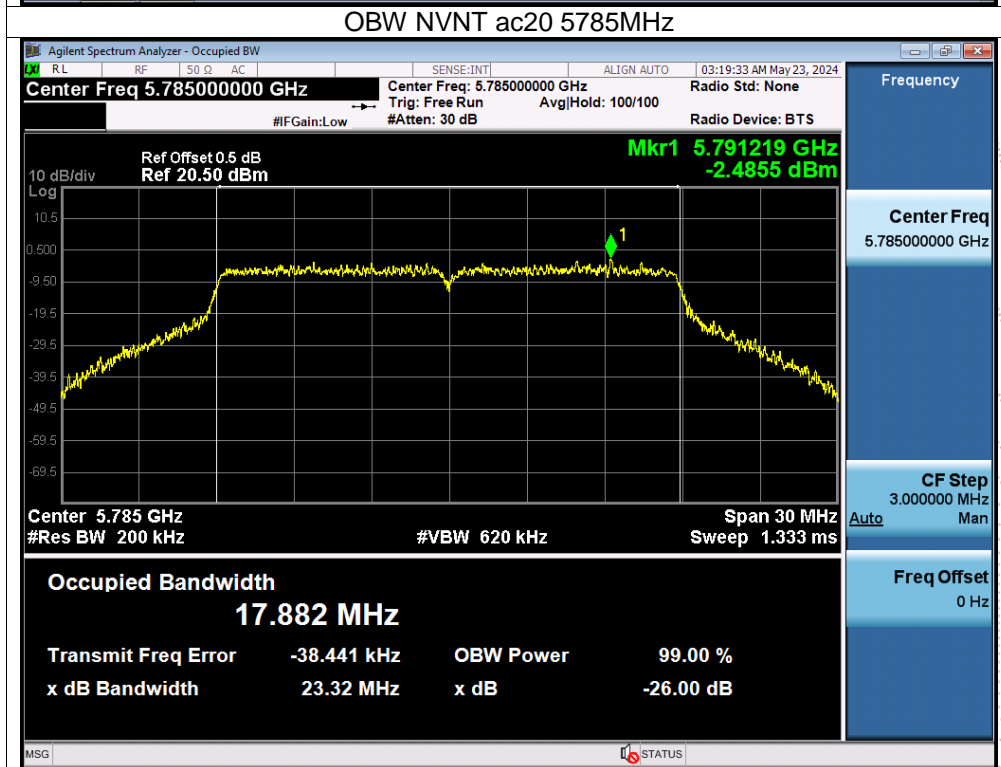 OBW NVNT ac20 5785MHz
Agilent Spectrum Analyzer - Occupied BW
LXI RL RF 50 Ω AC SENSE:INT ALIGN AUTO 03:19:33 AM May 23, 2024
Center Freq 5.785000000 GHz
Center Freq: 5.785000000 GHz Radio Std: None
Trig: Free Run Avg|Hold: 100/100
#IFGain:Low #Atten: 30 dB Radio Device: BTS
Frequency
Mkr1 5.791219 GHz
-2.4855 dBm
Ref Offset 0.5 dB
10 dB/div Ref 20.50 dBm
Log
10.5
0.500
-9.50
-19.5
-29.5
-39.5
-49.5
-59.5
-69.5
1
Center 5.785 GHz Span 30 MHz
#Res BW 200 kHz #VBW 620 kHz Sweep 1.333 ms
Center Freq
5.785000000 GHz
CF Step
3.000000 MHz
Auto Man
Freq Offset
0 Hz
Occupied Bandwidth
17.882 MHz
Transmit Freq Error -38.441 kHz OBW Power 99.00 %
x dB Bandwidth 23.32 MHz x dB -26.00 dB
MSG STATUS